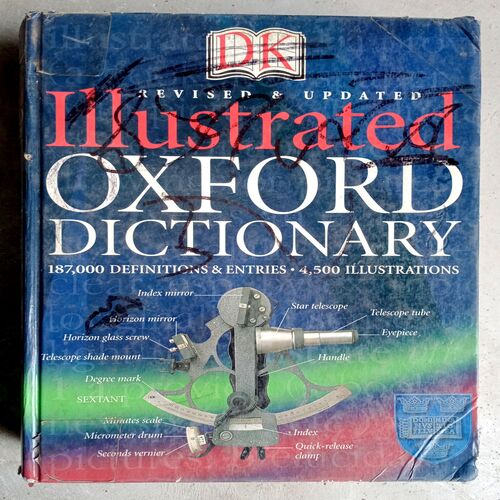 DK
REVISED & UPDATED
Illustrated
OXFORD
DICTIONARY
187,000 DEFINITIONS & ENTRIES • 4,500 ILLUSTRATIONS
Index mirror
Star telescope
Telescope tube
Horizon mirror
Eyepiece
Horizon glass screw
Telescope shade mount
Handle
Degree mark
SEXTANT
Minutes scale
Micrometer drum
Index
Seconds vernier
Quick-release
clamp